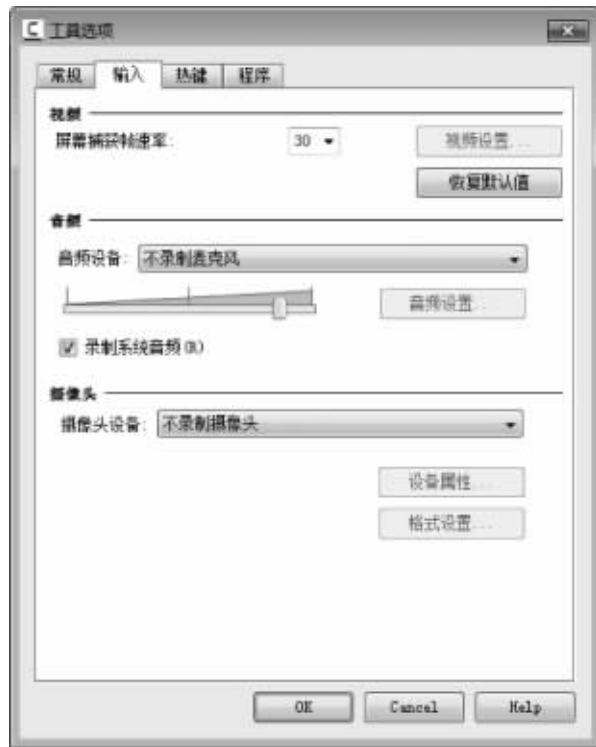 C 工具选项
常规 输入 热键 程序
视频
屏幕捕获帧速率: 30 视频设置...
恢复默认值
音频
音频设备: 不录制麦克风
音频设置...
录制系统音频(R)
摄像头
摄像头设备: 不录制摄像头
设备属性...
格式设置...
OK Cancel Help